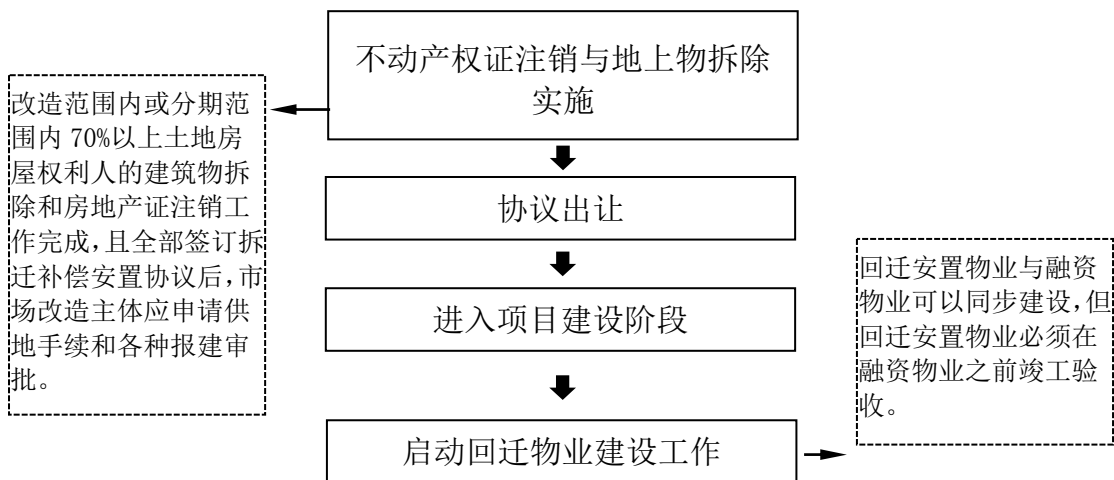 不动产权证注销与地上物拆除
实施
改造范围内或分期范
围内 70%以上土地房
屋权利人的建筑物拆
除和房地产证注销工
作完成,且全部签订拆
迁补偿安置协议后,市
场改造主体应申请供
地手续和各种报建审
批。
协议出让
进入项目建设阶段
启动回迁物业建设工作
回迁安置物业与融资
物业可以同步建设,但
回迁安置物业必须在
融资物业之前竣工验
收。